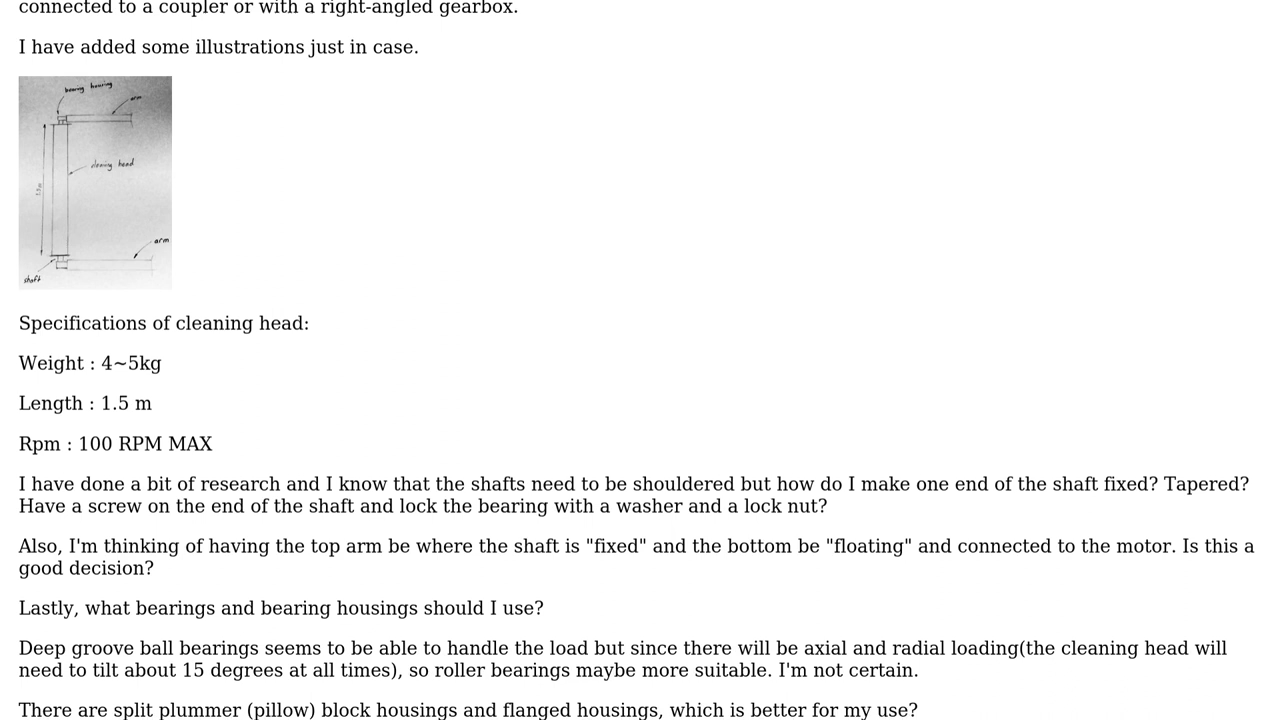 connected to a coupler or with a right-angled gearbox.
I have added some illustrations just in case.
bearing housing
arm
cleaning head
1.5 m
arm
shaft
Specifications of cleaning head:
Weight : 4~5kg
Length : 1.5 m
Rpm : 100 RPM MAX
I have done a bit of research and I know that the shafts need to be shouldered but how do I make one end of the shaft fixed? Tapered?
Have a screw on the end of the shaft and lock the bearing with a washer and a lock nut?
Also, I'm thinking of having the top arm be where the shaft is "fixed" and the bottom be "floating" and connected to the motor. Is this a
good decision?
Lastly, what bearings and bearing housings should I use?
Deep groove ball bearings seems to be able to handle the load but since there will be axial and radial loading(the cleaning head will
need to tilt about 15 degrees at all times), so roller bearings maybe more suitable. I'm not certain.
There are split plummer (pillow) block housings and flanged housings, which is better for my use?